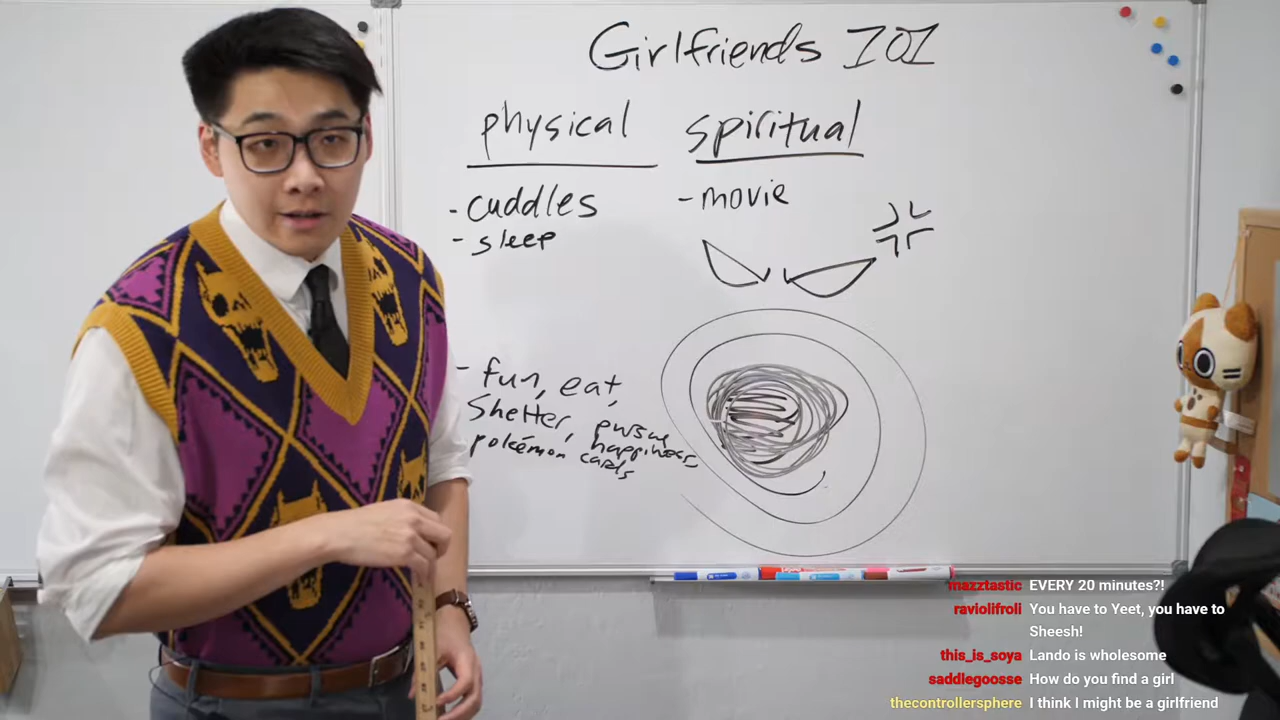 Girlfriends 101
physical
spiritual
- cuddles
- sleep
- movie
- fun, eat,
Shelter, pursue
pokémon happiness
cards
mazztastic EVERY 20 minutes?!
raviolifroli You have to Yeet, you have to
Sheesh!
this_is_soya Lando is wholesome
saddlegoosse How do you find a girl
thecontrollersphere I think I might be a girlfriend